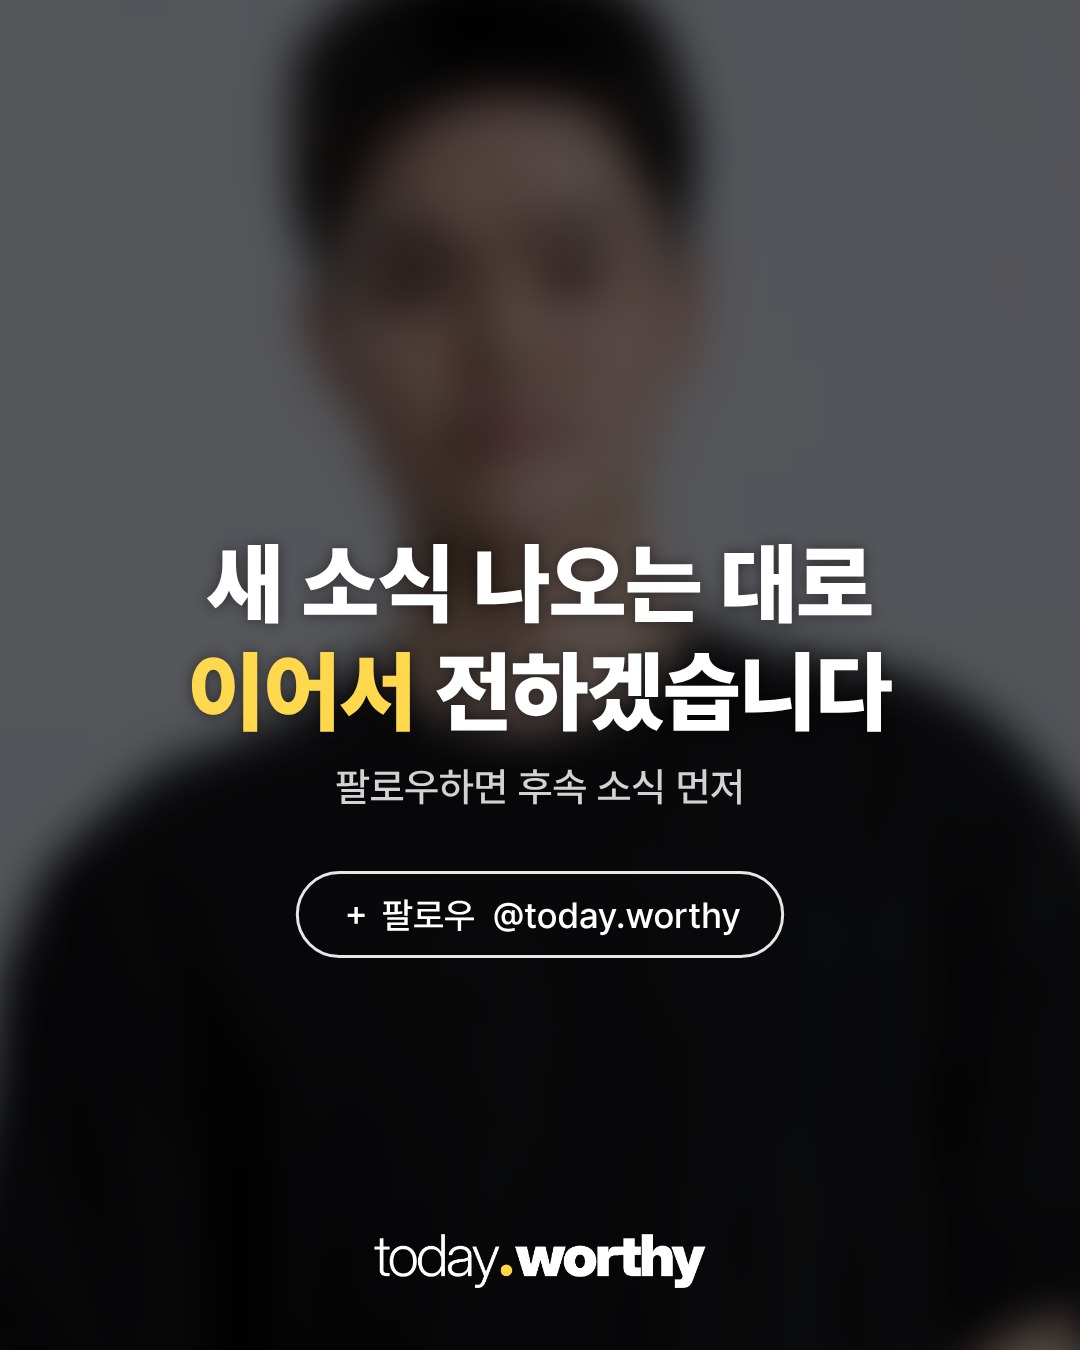 새 소식 나오는 대로
이어서 전하겠습니다
팔로우하면 후속 소식 먼저
+ 팔로우 @today.worthy
today.worthy